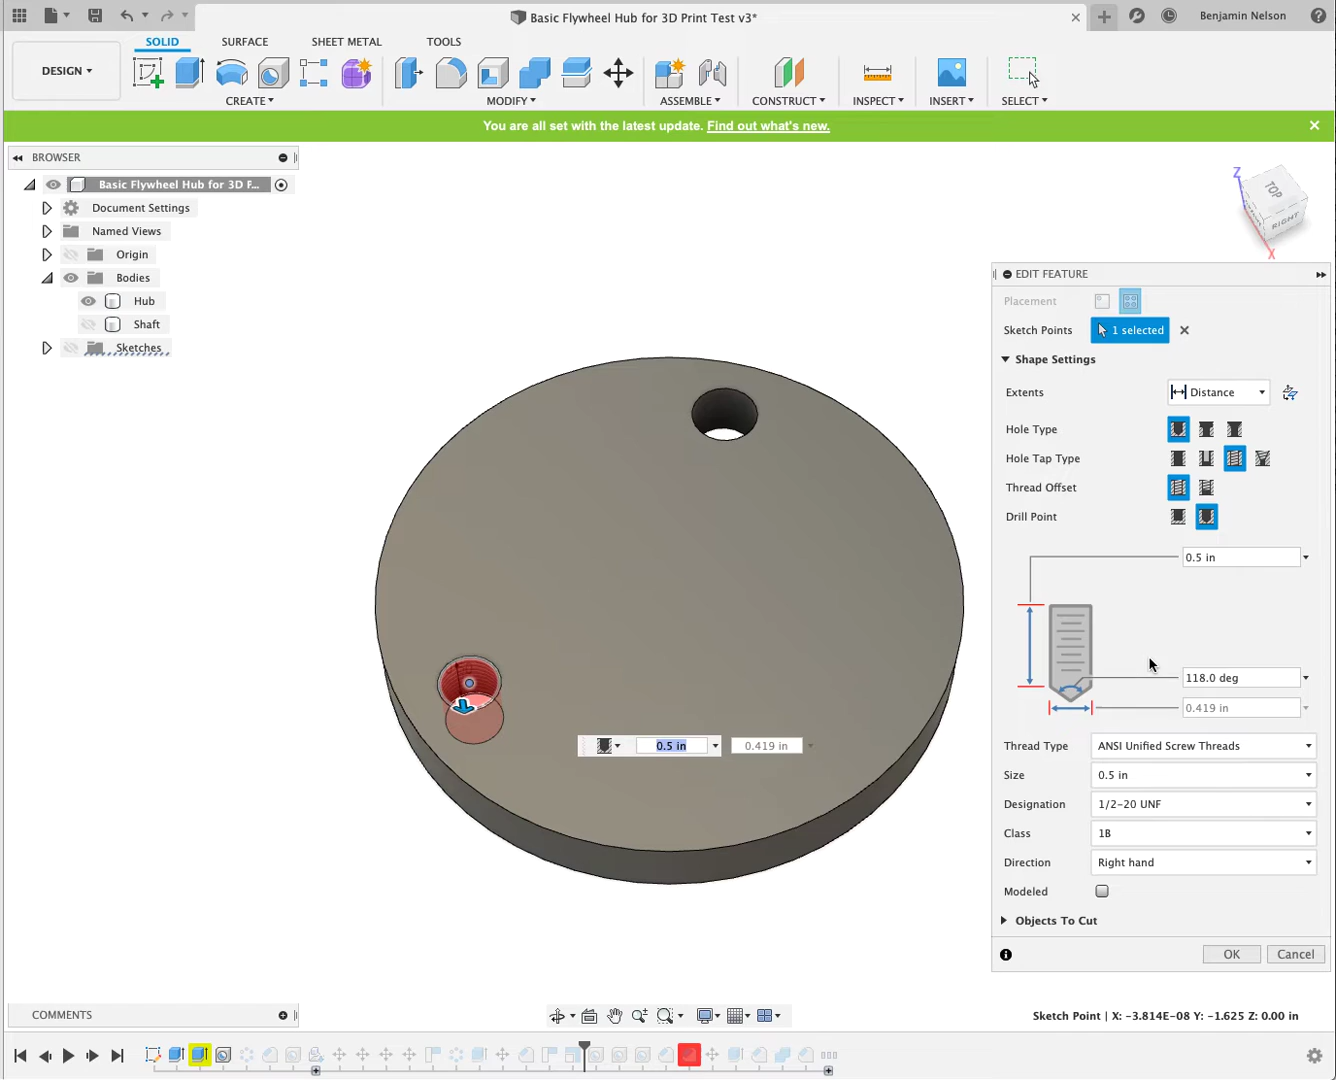 Basic Flywheel Hub for 3D Print Test v3*
Benjamin Nelson
SOLID SURFACE SHEET METAL TOOLS
DESIGN
CREATE MODIFY ASSEMBLE CONSTRUCT INSPECT INSERT SELECT
You are all set with the latest update. Find out what's new.
BROWSER
Basic Flywheel Hub for 3D P...
Document Settings
Named Views
Origin
Bodies
Hub
Shaft
Sketches
Z
TOP
RIGHT
X
EDIT FEATURE
Placement
Sketch Points 1 selected
Shape Settings
Extents Distance
Hole Type
Hole Tap Type
Thread Offset
Drill Point
0.5 in
118.0 deg
0.419 in
Thread Type ANSI Unified Screw Threads
Size 0.5 in
Designation 1/2-20 UNF
Class 1B
Direction Right hand
Modeled
Objects To Cut
OK Cancel
0.5 in 0.419 in
COMMENTS
Sketch Point | X: -3.814E-08 Y: -1.625 Z: 0.00 in